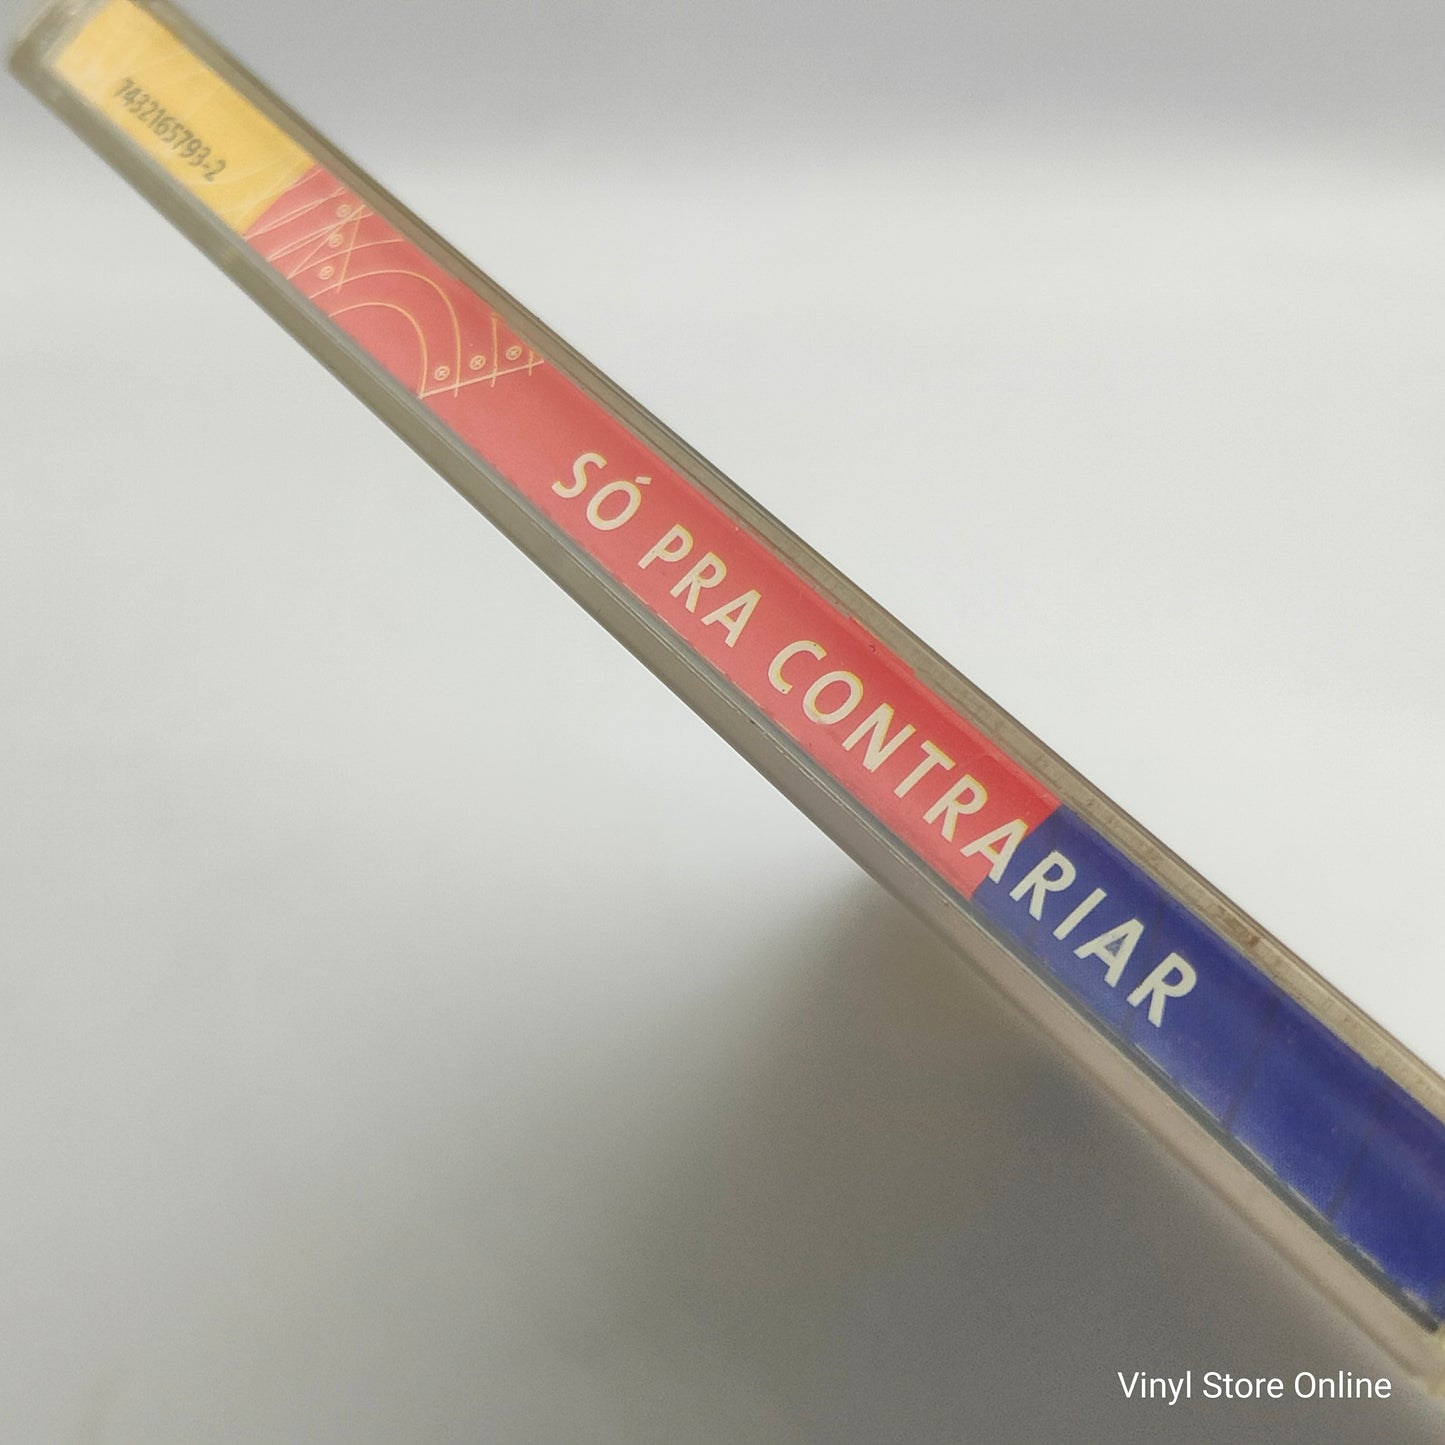 7432165793-2
SÓ PRA CONTRARIAR
Vinyl Store Online